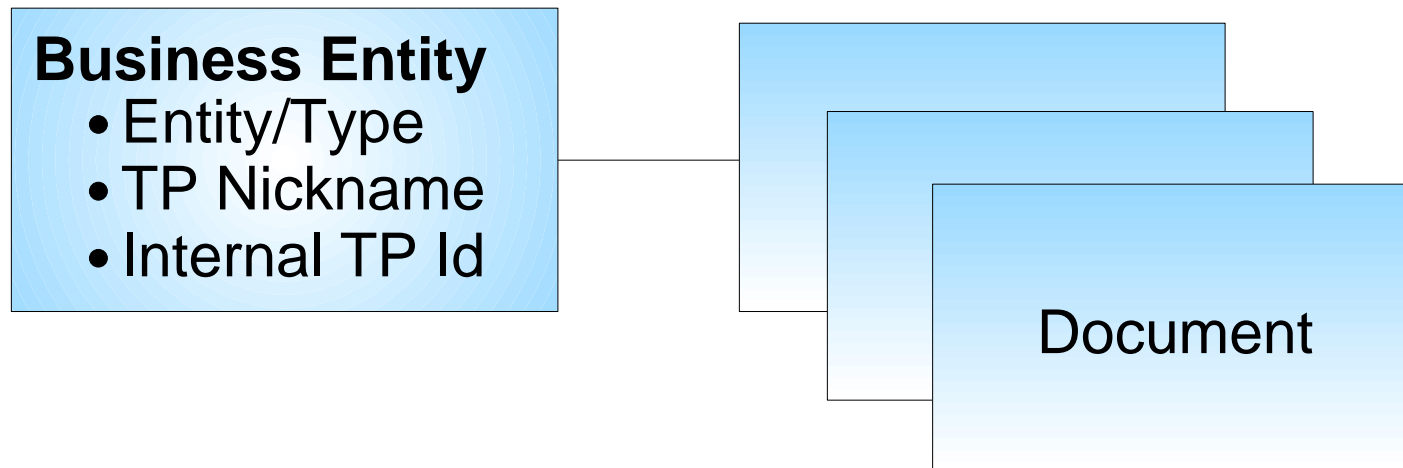 Business Entity
• Entity/Type
• TP Nickname
• Internal TP Id
Document